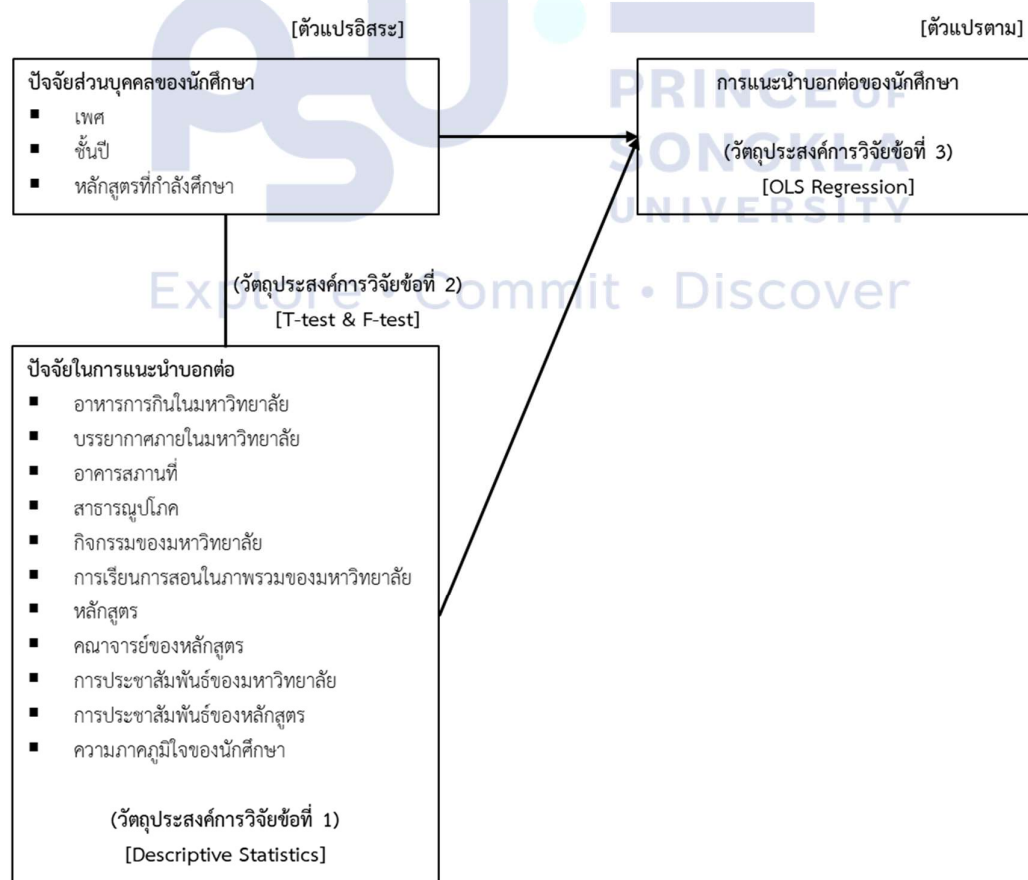 [ตัวแปรอิสระ]
[ตัวแปรตาม]
ปัจจัยส่วนบุคคลของนักศึกษา
▪ เพศ
▪ ชั้นปี
▪ หลักสูตรที่กำลังศึกษา
การแนะนำบอกต่อของนักศึกษา
(วัตถุประสงค์การวิจัยข้อที่ 3)
[OLS Regression]
PSU
PRINCE OF
SONGKLA
UNIVERSITY
Explore • Commit • Discover
(วัตถุประสงค์การวิจัยข้อที่ 2)
[T-test & F-test]
ปัจจัยในการแนะนำบอกต่อ
▪ อาหารการกินในมหาวิทยาลัย
▪ บรรยากาศภายในมหาวิทยาลัย
▪ อาคารสถานที่
▪ สาธารณูปโภค
▪ กิจกรรมของมหาวิทยาลัย
▪ การเรียนการสอนในภาพรวมของมหาวิทยาลัย
▪ หลักสูตร
▪ คณาจารย์ของหลักสูตร
▪ การประชาสัมพันธ์ของมหาวิทยาลัย
▪ การประชาสัมพันธ์ของหลักสูตร
▪ ความภาคภูมิใจของนักศึกษา
(วัตถุประสงค์การวิจัยข้อที่ 1)
[Descriptive Statistics]